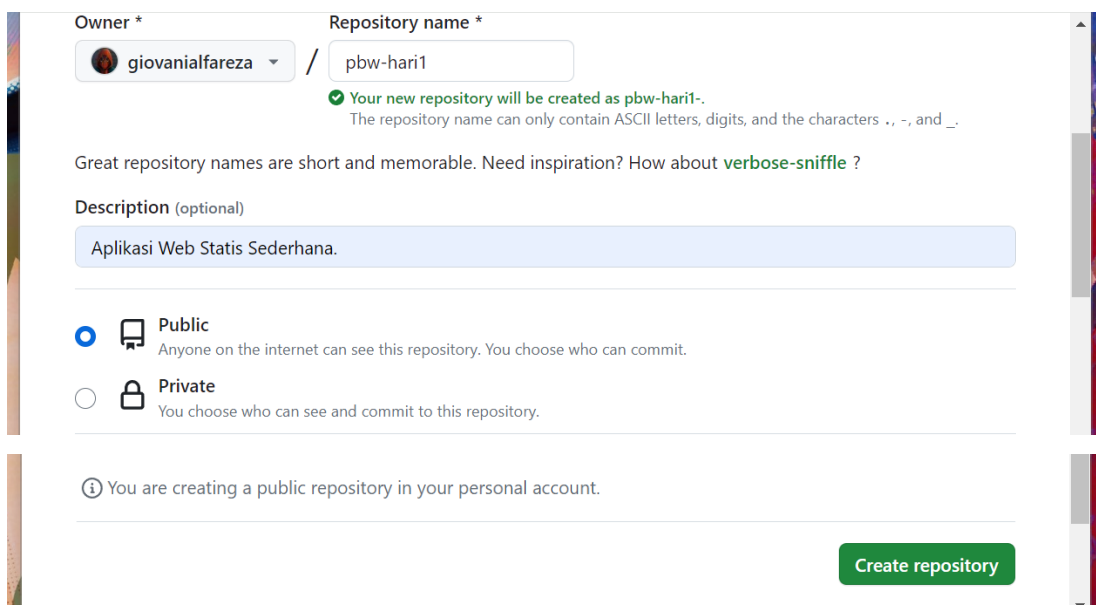 Owner * Repository name *
giovanialfareza / pbw-hari1
Your new repository will be created as pbw-hari1-.
The repository name can only contain ASCII letters, digits, and the characters ., -, and _.
Great repository names are short and memorable. Need inspiration? How about verbose-sniffle ?
Description (optional)
Aplikasi Web Statis Sederhana.
Public
Anyone on the internet can see this repository. You choose who can commit.
Private
You choose who can see and commit to this repository.
You are creating a public repository in your personal account.
Create repository